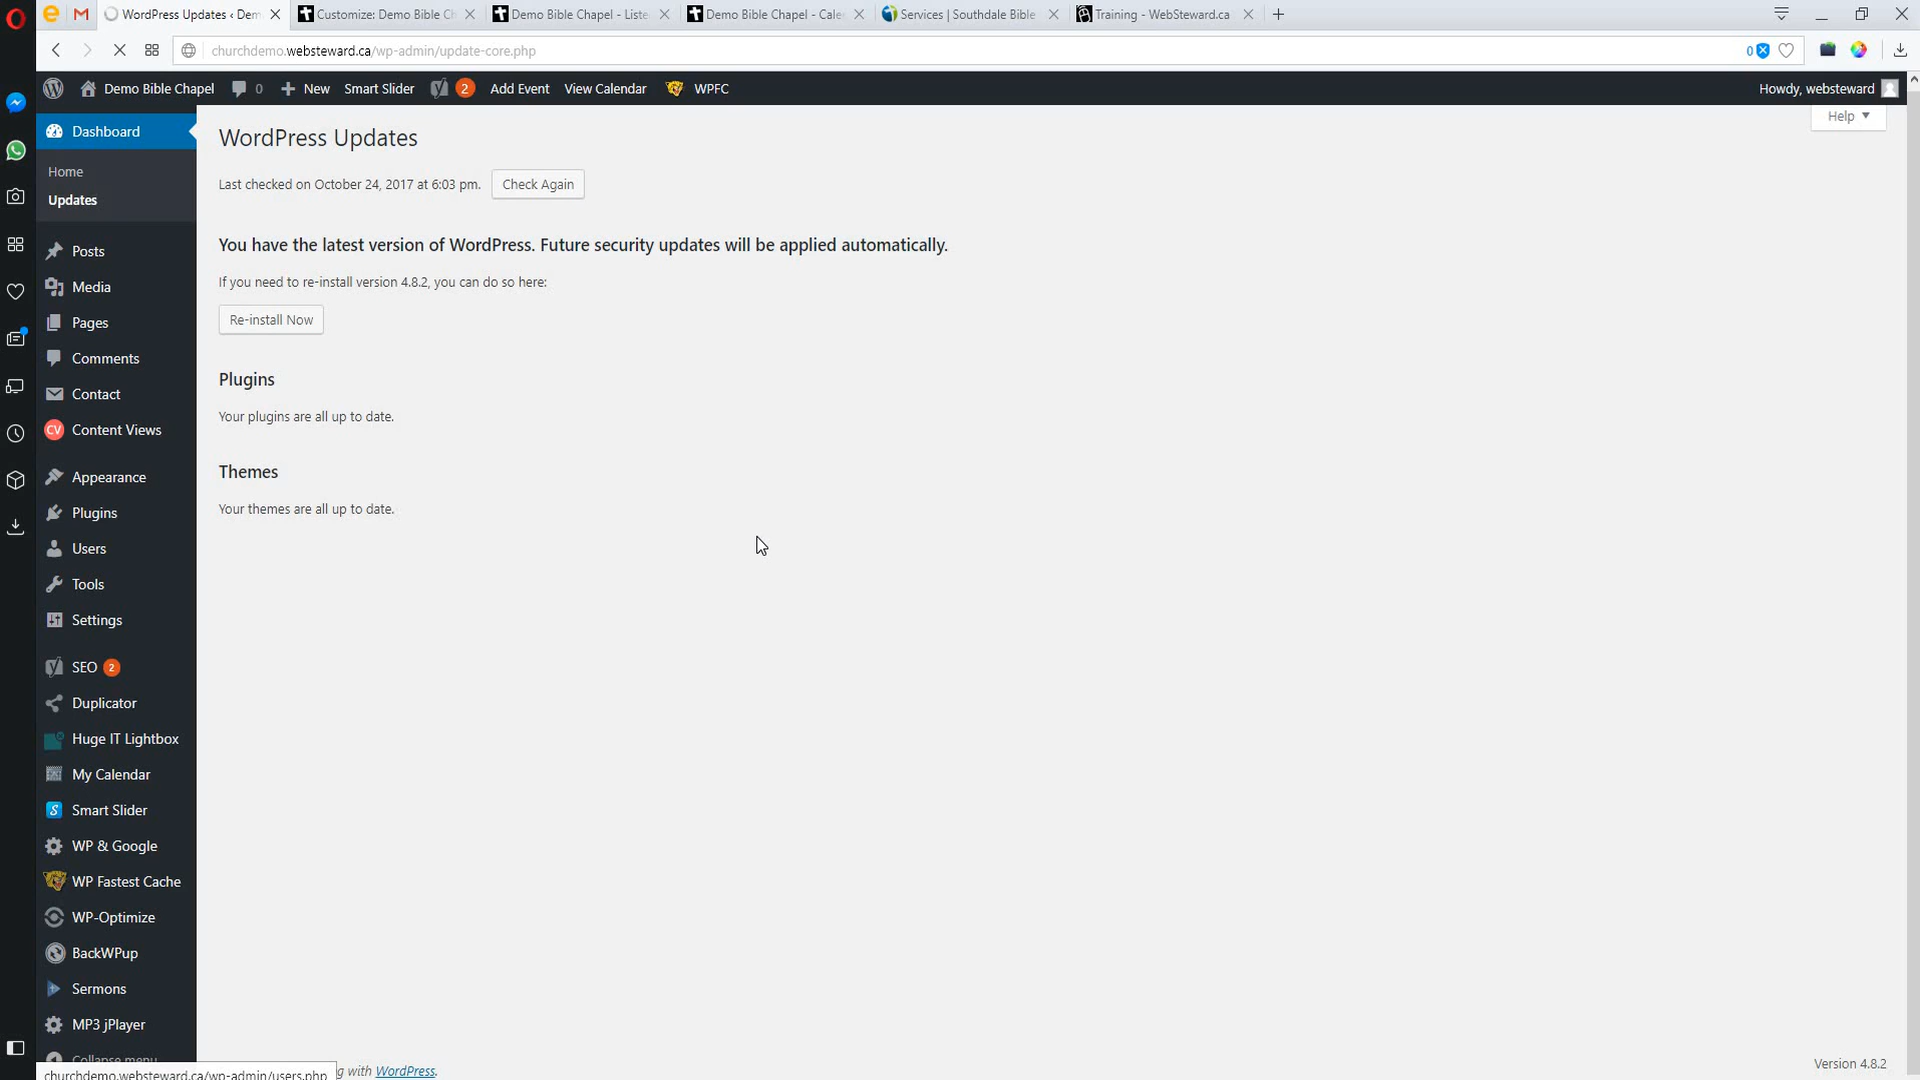 WordPress Updates ‹ Dem
Customize: Demo Bible Ch
Demo Bible Chapel - Liste
Demo Bible Chapel - Cale
Services | Southdale Bible
Training - WebSteward.ca
churchdemo.websteward.ca/wp-admin/update-core.php
0
Demo Bible Chapel
0
New
Smart Slider
2
Add Event
View Calendar
WPFC
Howdy, websteward
Help
Dashboard
Home
Updates
Posts
Media
Pages
Comments
Contact
CV Content Views
Appearance
Plugins
Users
Tools
Settings
SEO 2
Duplicator
Huge IT Lightbox
My Calendar
Smart Slider
WP & Google
WP Fastest Cache
WP-Optimize
BackWPup
Sermons
MP3 jPlayer
Collapse menu
WordPress Updates
Last checked on October 24, 2017 at 6:03 pm.
Check Again
You have the latest version of WordPress. Future security updates will be applied automatically.
If you need to re-install version 4.8.2, you can do so here:
Re-install Now
Plugins
Your plugins are all up to date.
Themes
Your themes are all up to date.
churchdemo.websteward.ca/wp-admin/users.php
g with WordPress.
Version 4.8.2